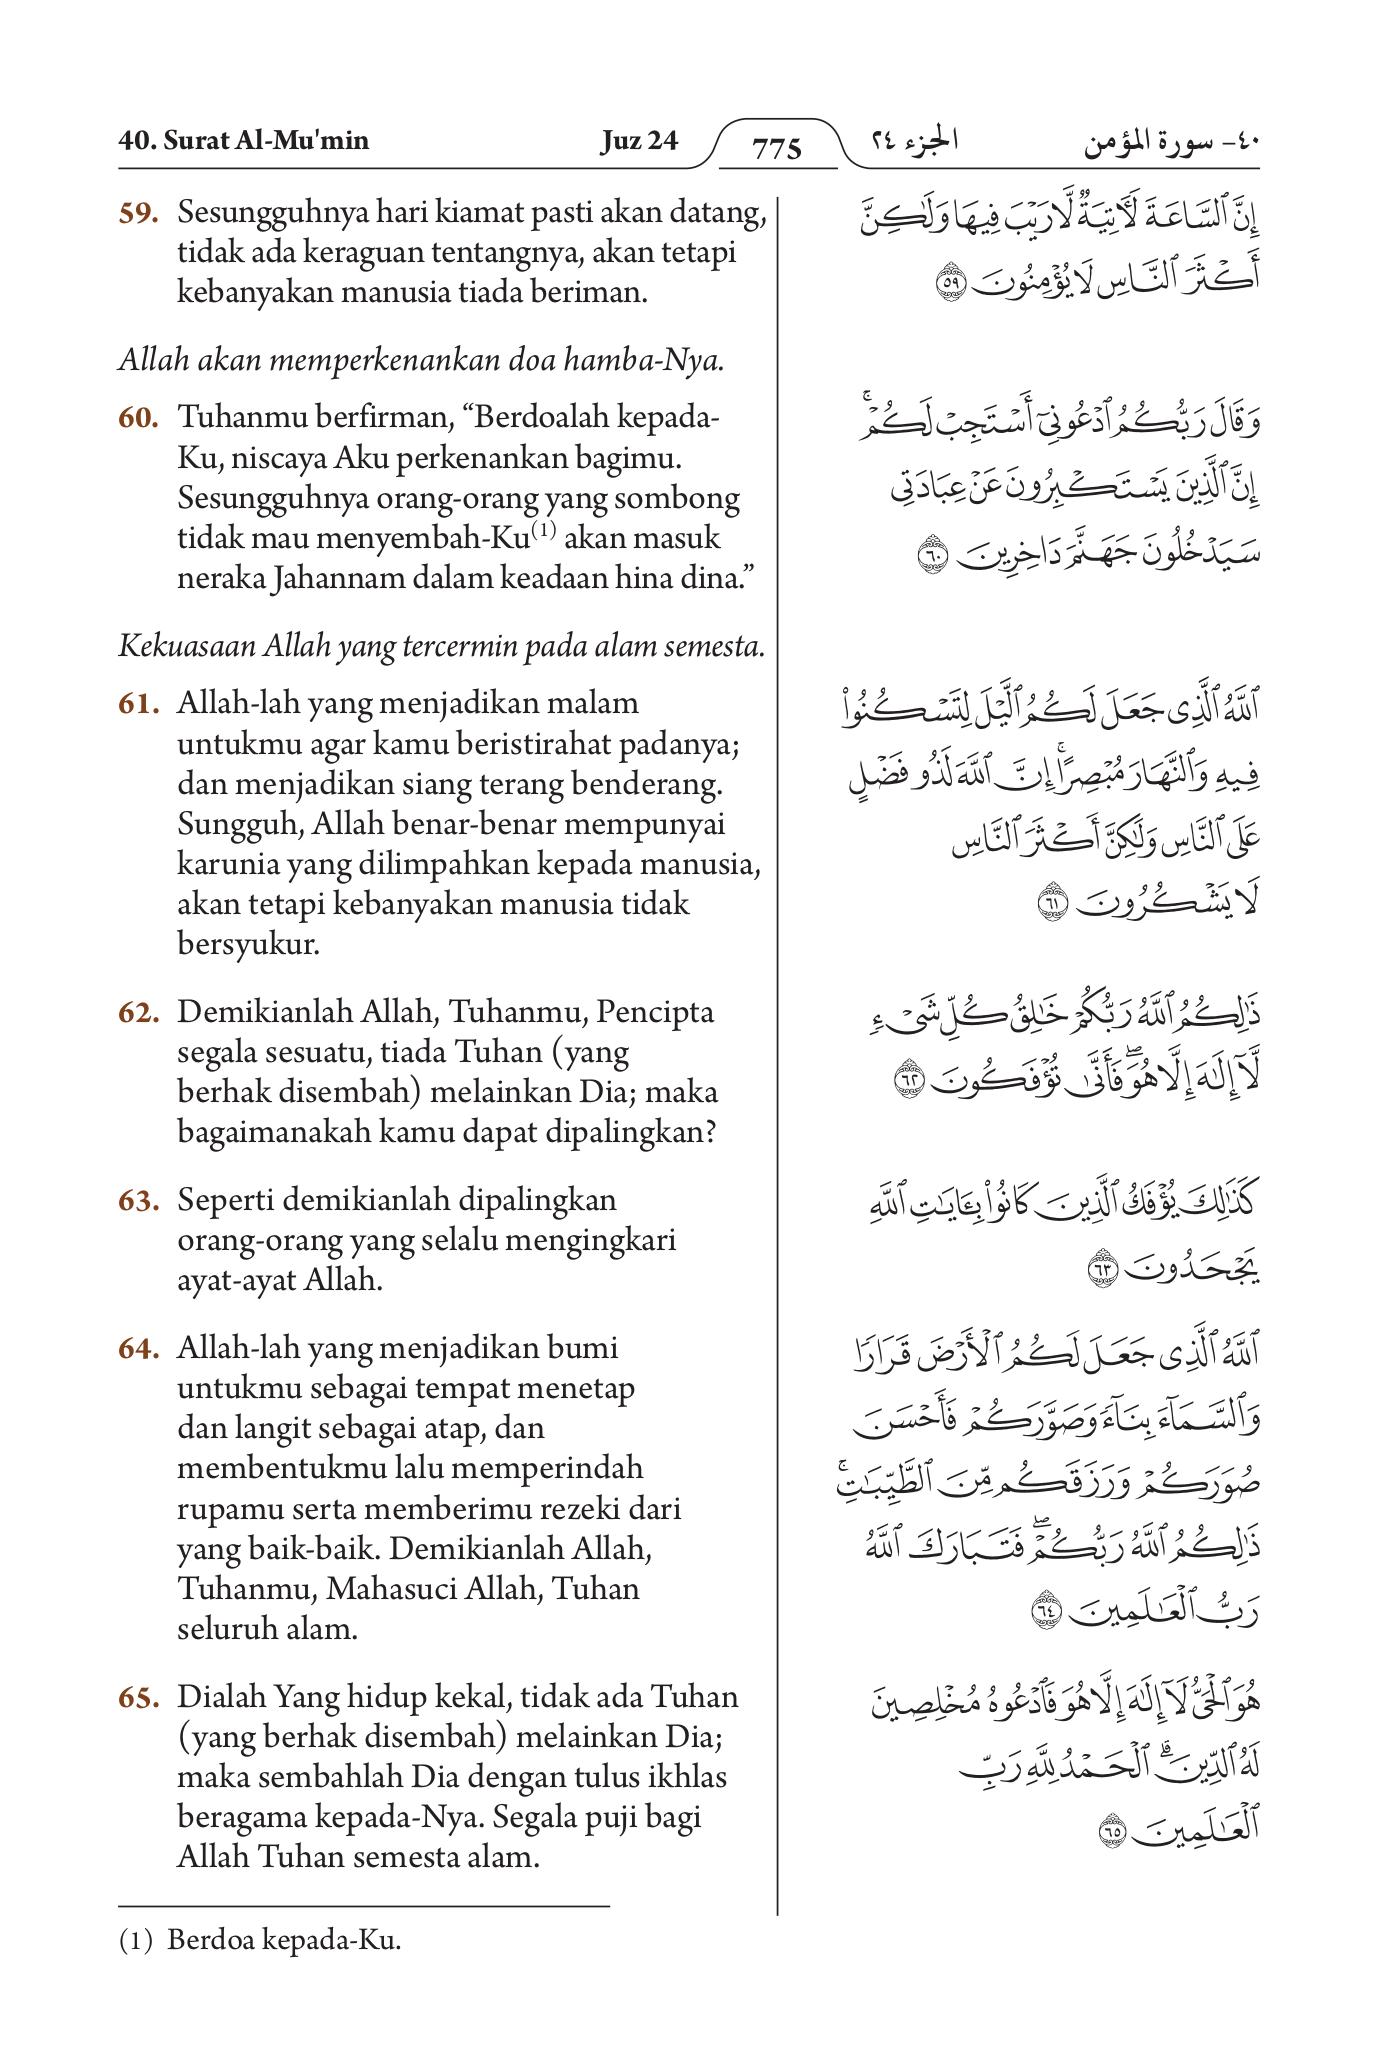 40. Surat Al-Mu'min
Juz 24
775
الجزء ٢٤
٤٠- سورة المؤمن
59. Sesungguhnya hari kiamat pasti akan datang,
tidak ada keraguan tentangnya, akan tetapi
kebanyakan manusia tiada beriman.
Allah akan memperkenankan doa hamba-Nya.
60. Tuhanmu berfirman, “Berdoalah kepada-
Ku, niscaya Aku perkenankan bagimu.
Sesungguhnya orang-orang yang sombong
tidak mau menyembah-Ku(1) akan masuk
neraka Jahannam dalam keadaan hina dina.”
Kekuasaan Allah yang tercermin pada alam semesta.
61. Allah-lah yang menjadikan malam
untukmu agar kamu beristirahat padanya;
dan menjadikan siang terang benderang.
Sungguh, Allah benar-benar mempunyai
karunia yang dilimpahkan kepada manusia,
akan tetapi kebanyakan manusia tidak
bersyukur.
62. Demikianlah Allah, Tuhanmu, Pencipta
segala sesuatu, tiada Tuhan (yang
berhak disembah) melainkan Dia; maka
bagaimanakah kamu dapat dipalingkan?
63. Seperti demikianlah dipalingkan
orang-orang yang selalu mengingkari
ayat-ayat Allah.
64. Allah-lah yang menjadikan bumi
untukmu sebagai tempat menetap
dan langit sebagai atap, dan
membentukmu lalu memperindah
rupamu serta memberimu rezeki dari
yang baik-baik. Demikianlah Allah,
Tuhanmu, Mahasuci Allah, Tuhan
seluruh alam.
65. Dialah Yang hidup kekal, tidak ada Tuhan
(yang berhak disembah) melainkan Dia;
maka sembahlah Dia dengan tulus ikhlas
beragama kepada-Nya. Segala puji bagi
Allah Tuhan semesta alam.
(1) Berdoa kepada-Ku.
إِنَّ ٱلسَّاعَةَ لَـَٔاتِيَةٌ لَّا رَيْبَ فِيهَا وَلَـٰكِنَّ
أَكْثَرَ ٱلنَّاسِ لَا يُؤْمِنُونَ ٥٩
وَقَالَ رَبُّكُمُ ٱدْعُونِىٓ أَسْتَجِبْ لَكُمْ ۚ
إِنَّ ٱلَّذِينَ يَسْتَكْبِرُونَ عَنْ عِبَادَتِى
سَيَدْخُلُونَ جَهَنَّمَ دَاخِرِينَ ٦٠
ٱللَّهُ ٱلَّذِى جَعَلَ لَكُمُ ٱلَّيْلَ لِتَسْكُنُوا۟
فِيهِ وَٱلنَّهَارَ مُبْصِرًا ۚ إِنَّ ٱللَّهَ لَذُو فَضْلٍ
عَلَى ٱلنَّاسِ وَلَـٰكِنَّ أَكْثَرَ ٱلنَّاسِ
لَا يَشْكُرُونَ ٦١
ذَٰلِكُمُ ٱللَّهُ رَبُّكُمْ خَـٰلِقُ كُلِّ شَىْءٍ
لَّآ إِلَـٰهَ إِلَّا هُوَ ۖ فَأَنَّىٰ تُؤْفَكُونَ ٦٢
كَذَٰلِكَ يُؤْفَكُ ٱلَّذِينَ كَانُوا۟ بِـَٔايَـٰتِ ٱللَّهِ
يَجْحَدُونَ ٦٣
ٱللَّهُ ٱلَّذِى جَعَلَ لَكُمُ ٱلْأَرْضَ قَرَارًا
وَٱلسَّمَآءَ بِنَآءً وَصَوَّرَكُمْ فَأَحْسَنَ
صُوَرَكُمْ وَرَزَقَكُم مِّنَ ٱلطَّيِّبَـٰتِ ۚ
ذَٰلِكُمُ ٱللَّهُ رَبُّكُمْ ۖ فَتَبَارَكَ ٱللَّهُ
رَبُّ ٱلْعَـٰلَمِينَ ٦٤
هُوَ ٱلْحَىُّ لَآ إِلَـٰهَ إِلَّا هُوَ فَٱدْعُوهُ مُخْلِصِينَ
لَهُ ٱلدِّينَ ۗ ٱلْحَمْدُ لِلَّهِ رَبِّ
ٱلْعَـٰلَمِينَ ٦٥